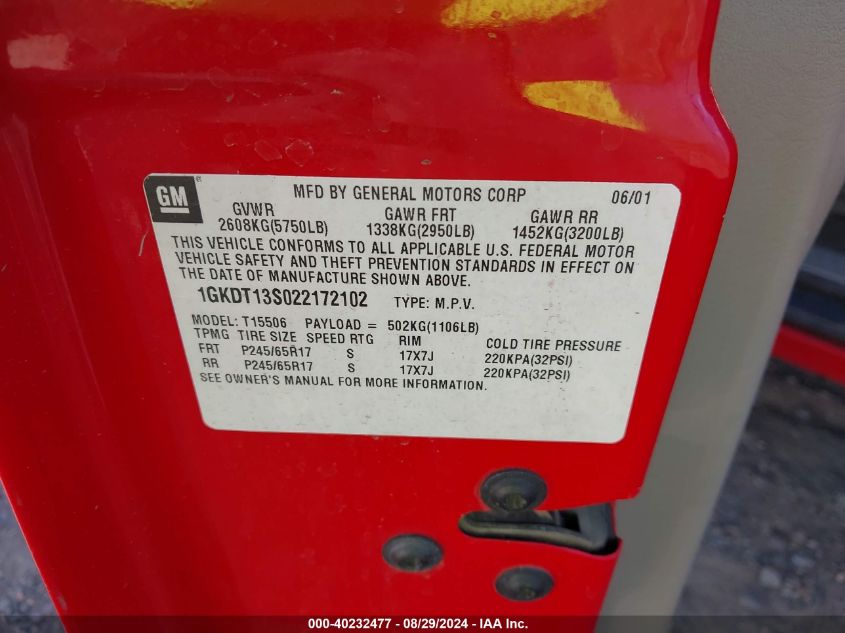 GM
MFD BY GENERAL MOTORS CORP 06/01
GVWR GAWR FRT GAWR RR
2608KG(5750LB) 1338KG(2950LB) 1452KG(3200LB)
THIS VEHICLE CONFORMS TO ALL APPLICABLE U.S. FEDERAL MOTOR
VEHICLE SAFETY AND THEFT PREVENTION STANDARDS IN EFFECT ON
THE DATE OF MANUFACTURE SHOWN ABOVE.
1GKDT13S022172102 TYPE: M.P.V.
MODEL: T15506 PAYLOAD = 502KG(1106LB)
TPMG TIRE SIZE SPEED RTG RIM COLD TIRE PRESSURE
FRT P245/65R17 S 17X7J 220KPA(32PSI)
RR P245/65R17 S 17X7J 220KPA(32PSI)
SEE OWNER'S MANUAL FOR MORE INFORMATION.
000-40232477 - 08/29/2024 - IAA Inc.